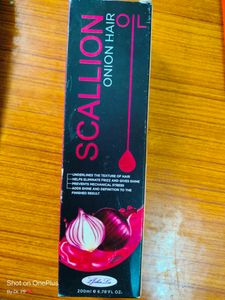 SCALLION
ONION HAIR
OIL
-UNDERLINES THE TEXTURE OF HAIR
-HELPS ELIMINATE FRIZZ AND GIVES SHINE
-PREVENTS MECHANICAL STRESS
-ADDS SHINE AND DEFINITION TO THE
FINISHED RESULT
200ml e 6.76 FL. OZ.
Shot on OnePlus